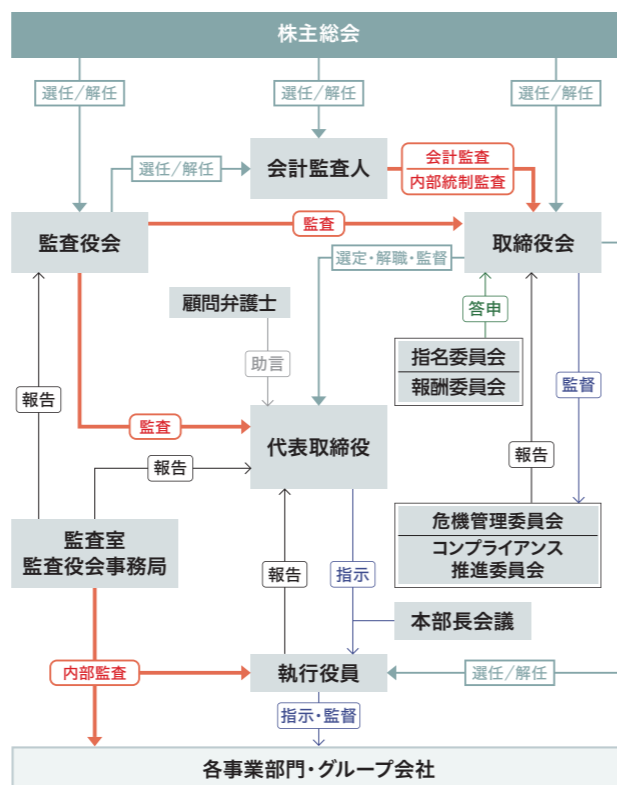 株主総会
選任/解任
選任/解任
選任/解任
会計監査人
会計監査
内部統制監査
選任/解任
監査役会
監査
取締役会
選定・解職・監督
顧問弁護士
答申
助言
指名委員会
報酬委員会
監督
報告
監査
代表取締役
報告
報告
危機管理委員会
コンプライアンス
推進委員会
監査室
監査役会事務局
報告
指示
本部長会議
内部監査
執行役員
選任/解任
指示・監督
各事業部門・グループ会社